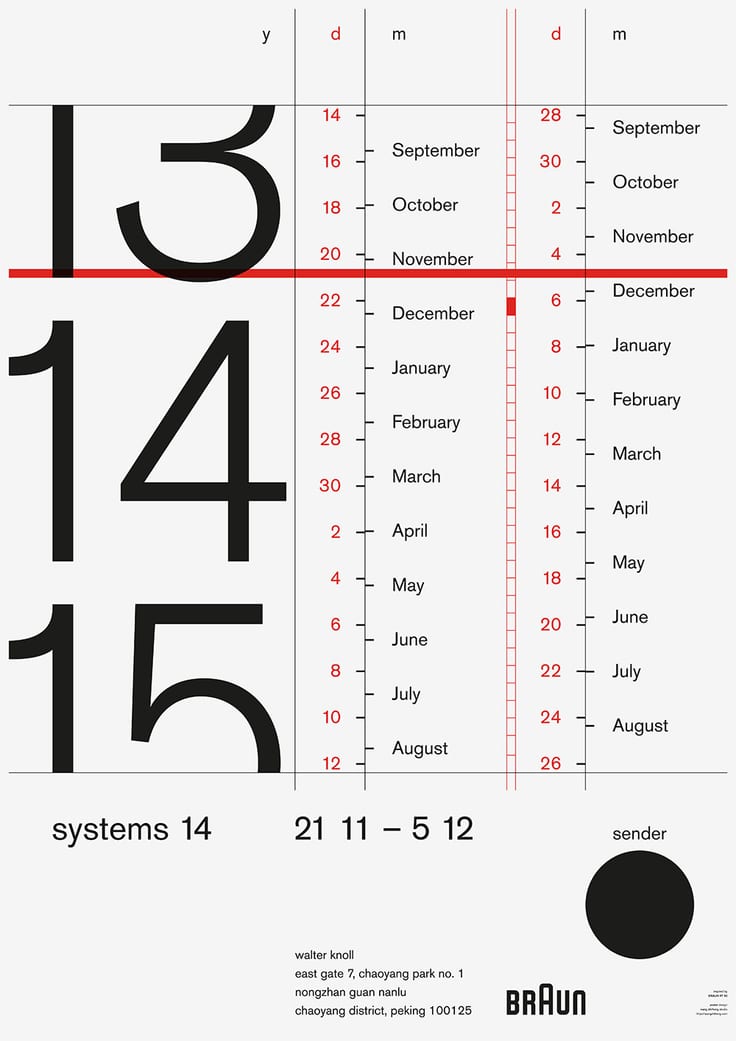 y d m d m
13
14
15
14
16
18
20
22
24
26
28
30
2
4
6
8
10
12
September
October
November
December
January
February
March
April
May
June
July
August
28
30
2
4
6
8
10
12
14
16
18
20
22
24
26
September
October
November
December
January
February
March
April
May
June
July
August
systems 14
21 11 – 5 12
sender
walter knoll
east gate 7, chaoyang park no. 1
nongzhan guan nanlu
chaoyang district, peking 100125
BRAUN